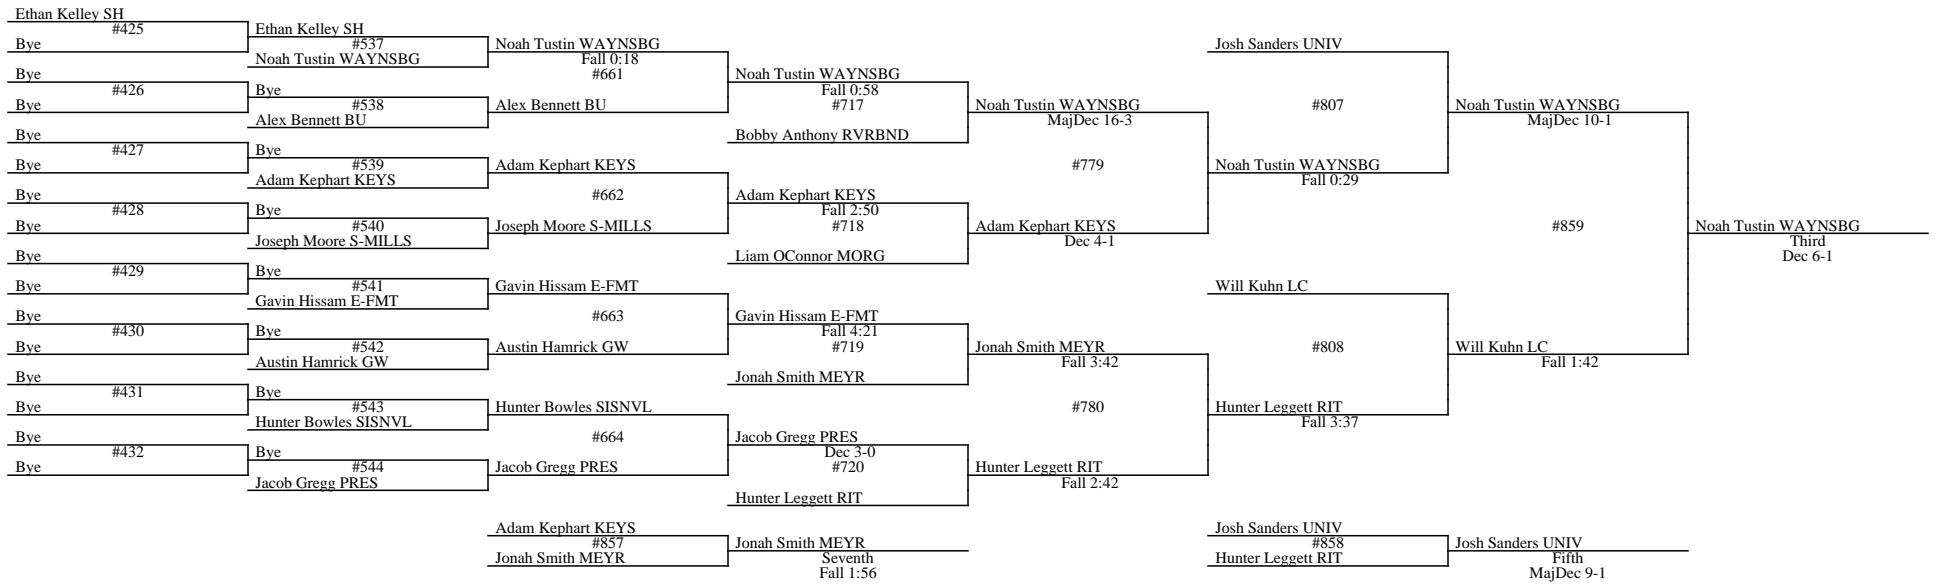 Ethan Kelley SH
#425
Bye
Bye
#426
Bye
Bye
#427
Bye
Bye
#428
Bye
Bye
#429
Bye
Bye
#430
Bye
Bye
#431
Bye
Bye
#432
Bye
Ethan Kelley SH
#537
Noah Tustin WAYNSBG
Bye
#538
Alex Bennett BU
Bye
#539
Adam Kephart KEYS
Bye
#540
Joseph Moore S-MILLS
Bye
#541
Gavin Hissam E-FMT
Bye
#542
Austin Hamrick GW
Bye
#543
Hunter Bowles SISNVL
Bye
#544
Jacob Gregg PRES
Noah Tustin WAYNSBG
Fall 0:18
#661
Alex Bennett BU
Adam Kephart KEYS
#662
Joseph Moore S-MILLS
Gavin Hissam E-FMT
#663
Austin Hamrick GW
Hunter Bowles SISNVL
#664
Jacob Gregg PRES
Noah Tustin WAYNSBG
Fall 0:58
#717
Bobby Anthony RVRBND
Adam Kephart KEYS
Fall 2:50
#718
Liam OConnor MORG
Gavin Hissam E-FMT
Fall 4:21
#719
Jonah Smith MEYR
Jacob Gregg PRES
Dec 3-0
#720
Hunter Leggett RIT
Noah Tustin WAYNSBG
MajDec 16-3
#779
Adam Kephart KEYS
Dec 4-1
Jonah Smith MEYR
Fall 3:42
#780
Hunter Leggett RIT
Fall 2:42
Josh Sanders UNIV
#807
Noah Tustin WAYNSBG
Fall 0:29
Will Kuhn LC
#808
Hunter Leggett RIT
Fall 3:37
Noah Tustin WAYNSBG
MajDec 10-1
#859
Will Kuhn LC
Fall 1:42
Noah Tustin WAYNSBG
Third
Dec 6-1
Adam Kephart KEYS
#857
Jonah Smith MEYR
Jonah Smith MEYR
Seventh
Fall 1:56
Josh Sanders UNIV
#858
Hunter Leggett RIT
Josh Sanders UNIV
Fifth
MajDec 9-1